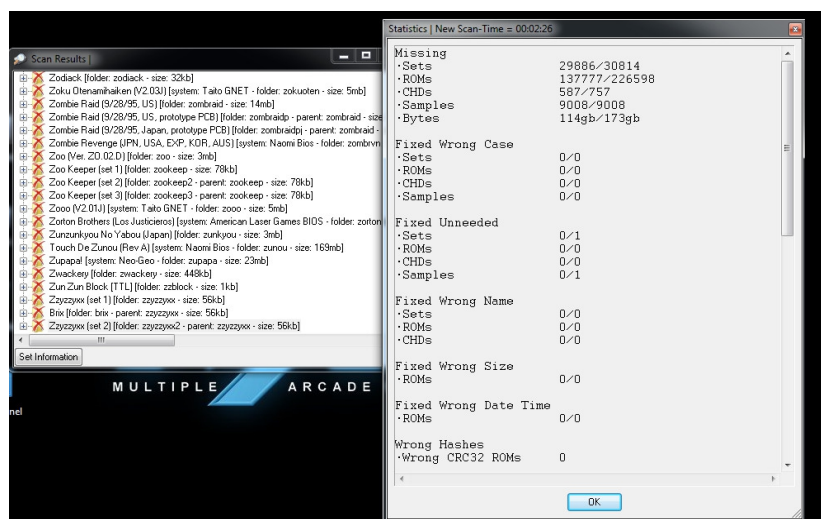 Scan Results |
Zodiack [folder: zodiack - size: 32kb]
Zoku Otenamihaiken (V2.03J) [system: Taito GNET - folder: zokuoten - size: 5mb]
Zombie Raid (9/28/95, US) [folder: zombraid - size: 14mb]
Zombie Raid (9/28/95, US, prototype PCB) [folder: zombraidp - parent: zombraid - size
Zombie Raid (9/28/95, Japan, prototype PCB) [folder: zombraidpj - parent: zombraid -
Zombie Revenge (JPN, USA, EXP, KOR, AUS) [system: Naomi Bios - folder: zombrvn
Zoo (Ver. ZO.02.D) [folder: zoo - size: 3mb]
Zoo Keeper (set 1) [folder: zookeep - size: 78kb]
Zoo Keeper (set 2) [folder: zookeep2 - parent: zookeep - size: 78kb]
Zoo Keeper (set 3) [folder: zookeep3 - parent: zookeep - size: 78kb]
Zooo (V2.01J) [system: Taito GNET - folder: zooo - size: 5mb]
Zorton Brothers (Los Justicieros) [system: American Laser Games BIOS - folder: zorton
Zunzunkyou No Yabou (Japan) [folder: zunkyou - size: 3mb]
Touch De Zunou (Rev A) [system: Naomi Bios - folder: zunou - size: 169mb]
Zupapa! [system: Neo-Geo - folder: zupapa - size: 23mb]
Zwackery [folder: zwackery - size: 448kb]
Zun Zun Block [TTL] [folder: zzblock - size: 1kb]
Zzyzzyxx (set 1) [folder: zzyzzyxx - size: 56kb]
Brix [folder: brix - parent: zzyzzyxx - size: 56kb]
Zzyzzyxx (set 2) [folder: zzyzzyxx2 - parent: zzyzzyxx - size: 56kb]
Set Information
MULTIPLE ARCADE
nel
Statistics | New Scan-Time = 00:02:26
Missing
·Sets 29886/30814
·ROMs 137777/226598
·CHDs 587/757
·Samples 9008/9008
·Bytes 114gb/173gb
Fixed Wrong Case
·Sets 0/0
·ROMs 0/0
·CHDs 0/0
·Samples 0/0
Fixed Unneeded
·Sets 0/1
·ROMs 0/0
·CHDs 0/0
·Samples 0/1
Fixed Wrong Name
·Sets 0/0
·ROMs 0/0
·CHDs 0/0
Fixed Wrong Size
·ROMs 0/0
Fixed Wrong Date Time
·ROMs 0/0
Wrong Hashes
·Wrong CRC32 ROMs 0
OK